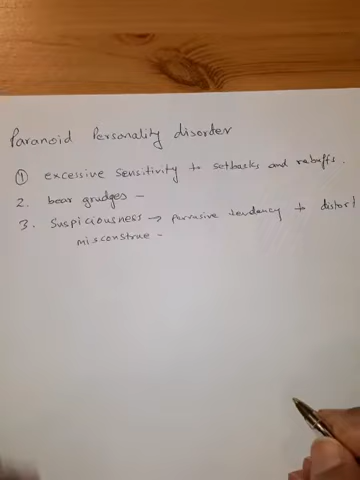 Paranoid Personality disorder
① excessive sensitivity to setbacks and rebuffs.
2. bear grudges -
3. Suspiciousness → pervasive tendency to distort
misconstrue -